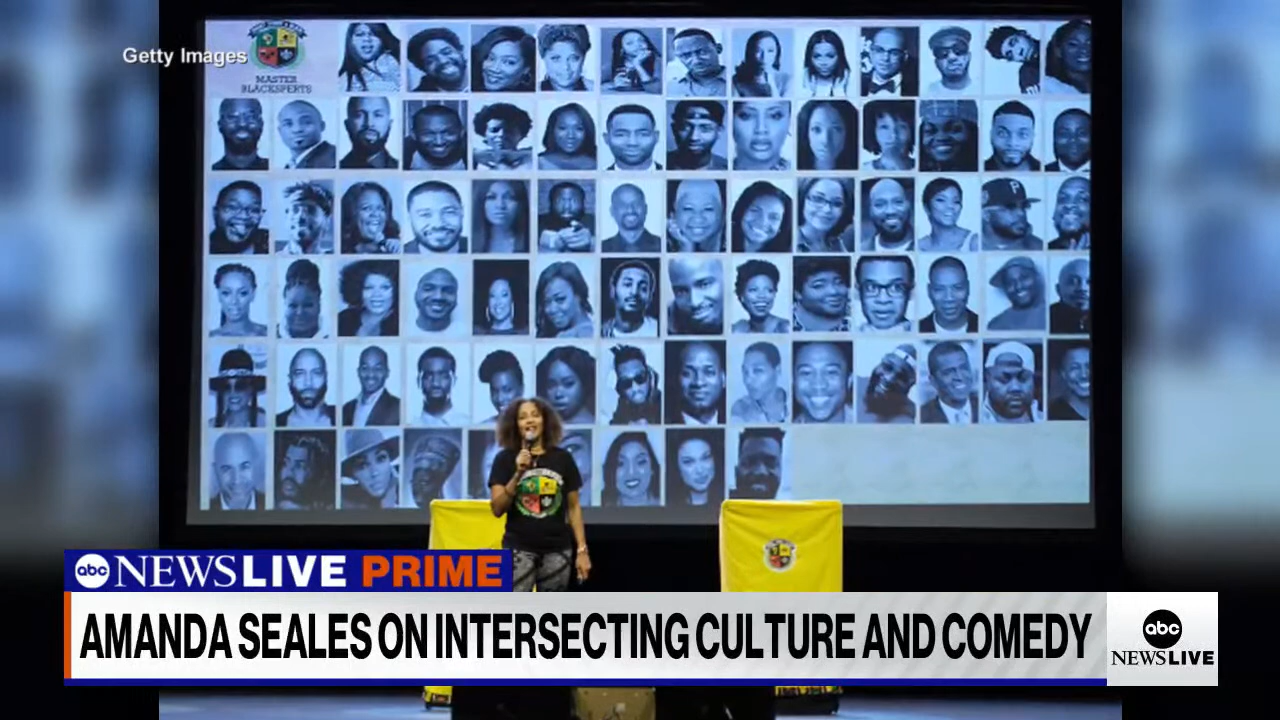 Getty Images
MASTER
BLACKSPERTS
abc NEWS LIVE PRIME
AMANDA SEALES ON INTERSECTING CULTURE AND COMEDY
abc
NEWS LIVE